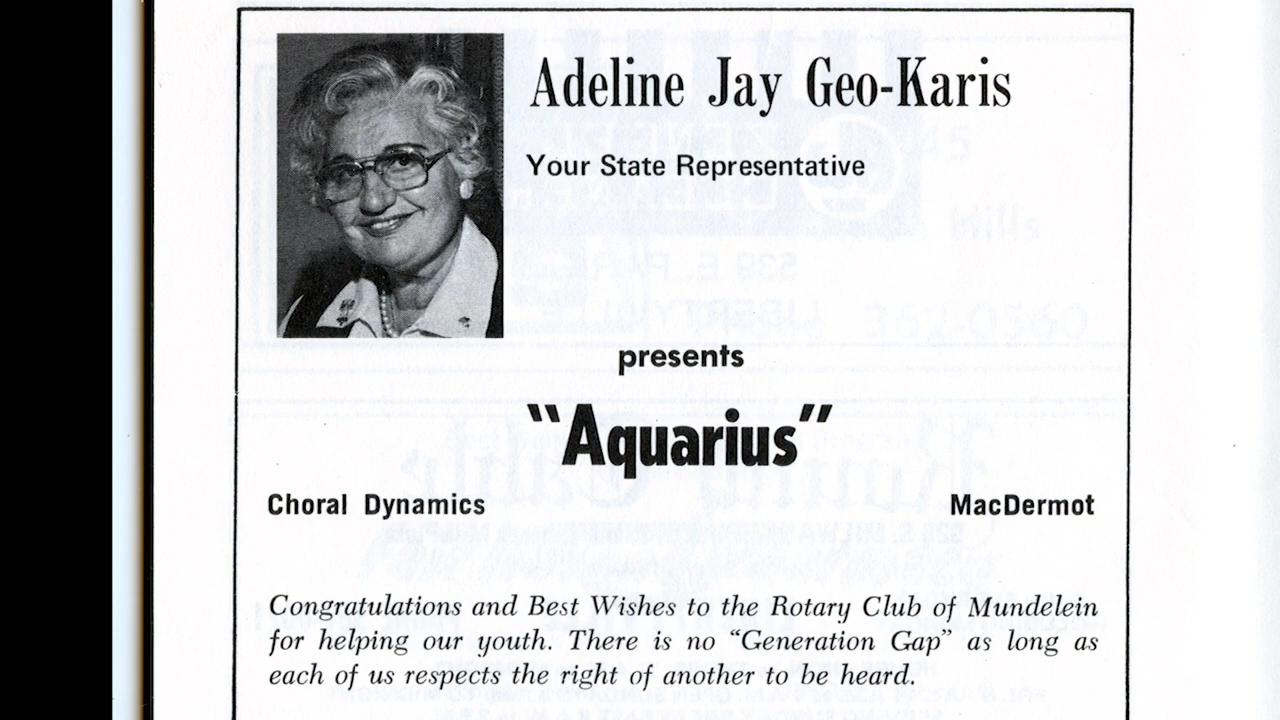 Adeline Jay Geo-Karis
Your State Representative
presents
"Aquarius"
Choral Dynamics MacDermot
Congratulations and Best Wishes to the Rotary Club of Mundelein
for helping our youth. There is no "Generation Gap" as long as
each of us respects the right of another to be heard.